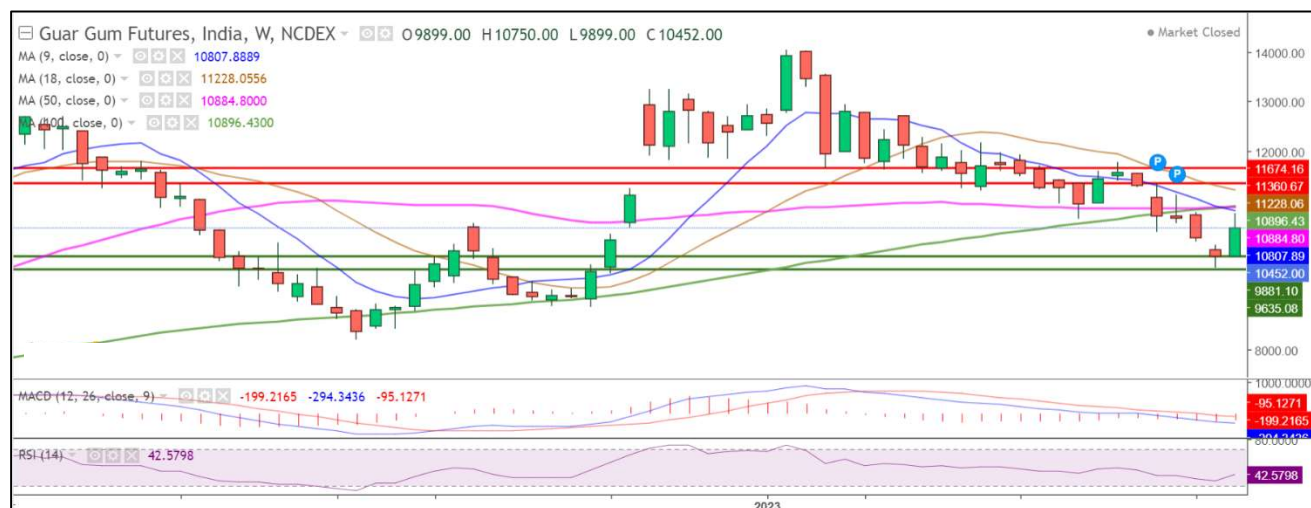 Guar Gum Futures, India, W, NCDEX O9899.00 H10750.00 L9899.00 C10452.00
Market Closed
MA (9, close, 0) 10807.8889
MA (18, close, 0) 11228.0556
MA (50, close, 0) 10884.8000
MA (100, close, 0) 10896.4300
14000.00
13000.00
12000.00
11674.16
11360.67
11228.06
10896.43
10884.80
10807.89
10452.00
9881.10
9635.08
8000.00
P
P
MACD (12, 26, close, 9) -199.2165 -294.3436 -95.1271
1000.0000
-95.1271
-199.2165
-294.3436
80.0000
RSI (14) 42.5798
42.5798
2023